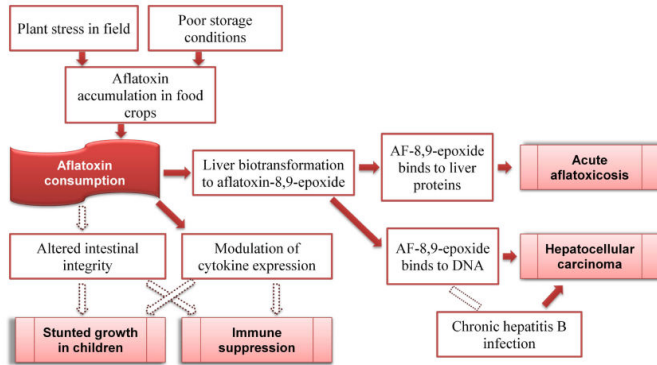 Plant stress in field
Poor storage
conditions
Aflatoxin
accumulation in food
crops
Aflatoxin
consumption
Liver biotransformation
to aflatoxin-8,9-epoxide
AF-8,9-epoxide
binds to liver
proteins
Acute
aflatoxicosis
Altered intestinal
integrity
Modulation of
cytokine expression
AF-8,9-epoxide
binds to DNA
Hepatocellular
carcinoma
Stunted growth
in children
Immune
suppression
Chronic hepatitis B
infection